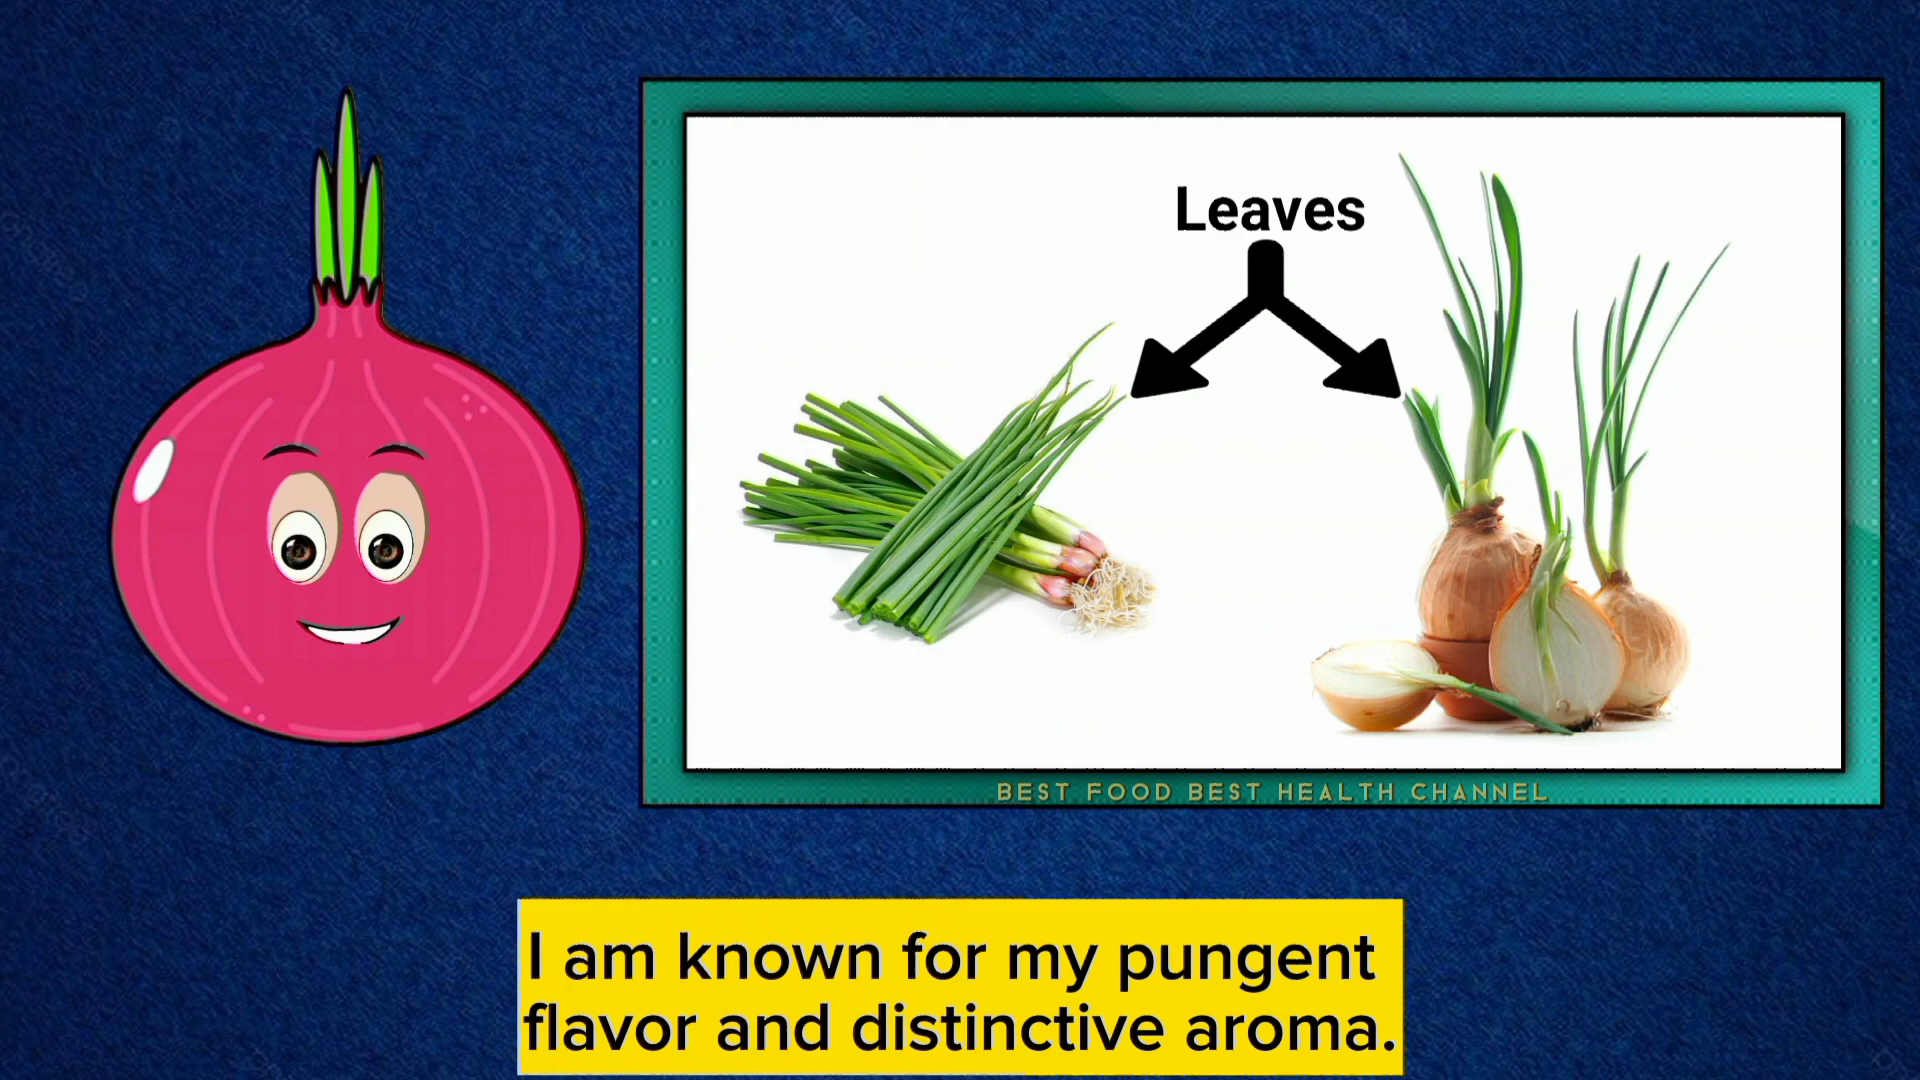 Leaves
BEST FOOD BEST HEALTH CHANNEL
I am known for my pungent
flavor and distinctive aroma.